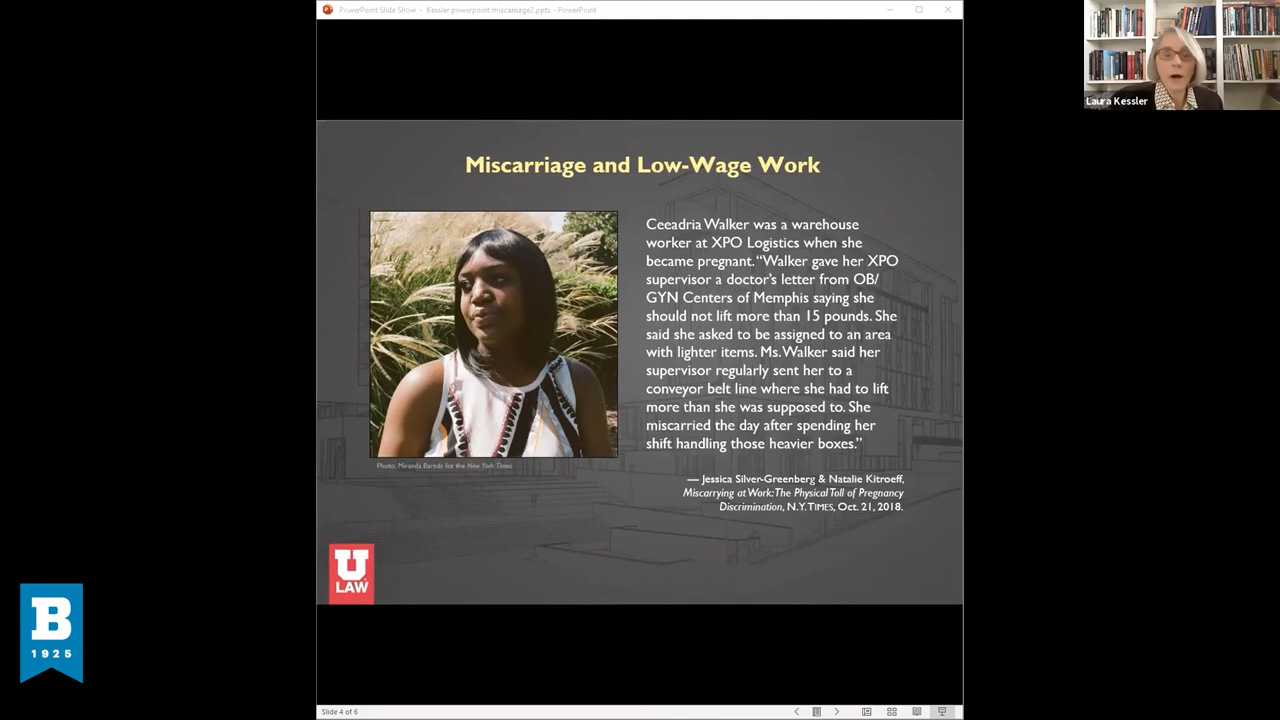 PowerPoint Slide Show - Kessler powerpoint miscarriage2.pptx - PowerPoint
Laura Kessler
Miscarriage and Low-Wage Work
Ceeadria Walker was a warehouse
worker at XPO Logistics when she
became pregnant. “Walker gave her XPO
supervisor a doctor’s letter from OB/
GYN Centers of Memphis saying she
should not lift more than 15 pounds. She
said she asked to be assigned to an area
with lighter items. Ms. Walker said her
supervisor regularly sent her to a
conveyor belt line where she had to lift
more than she was supposed to. She
miscarried the day after spending her
shift handling those heavier boxes.”
Photo: Miranda Barnes for the New York Times
— Jessica Silver-Greenberg & Natalie Kitroeff,
Miscarrying at Work: The Physical Toll of Pregnancy
Discrimination, N.Y. TIMES, Oct. 21, 2018.
U
LAW
B
1925
Slide 4 of 6